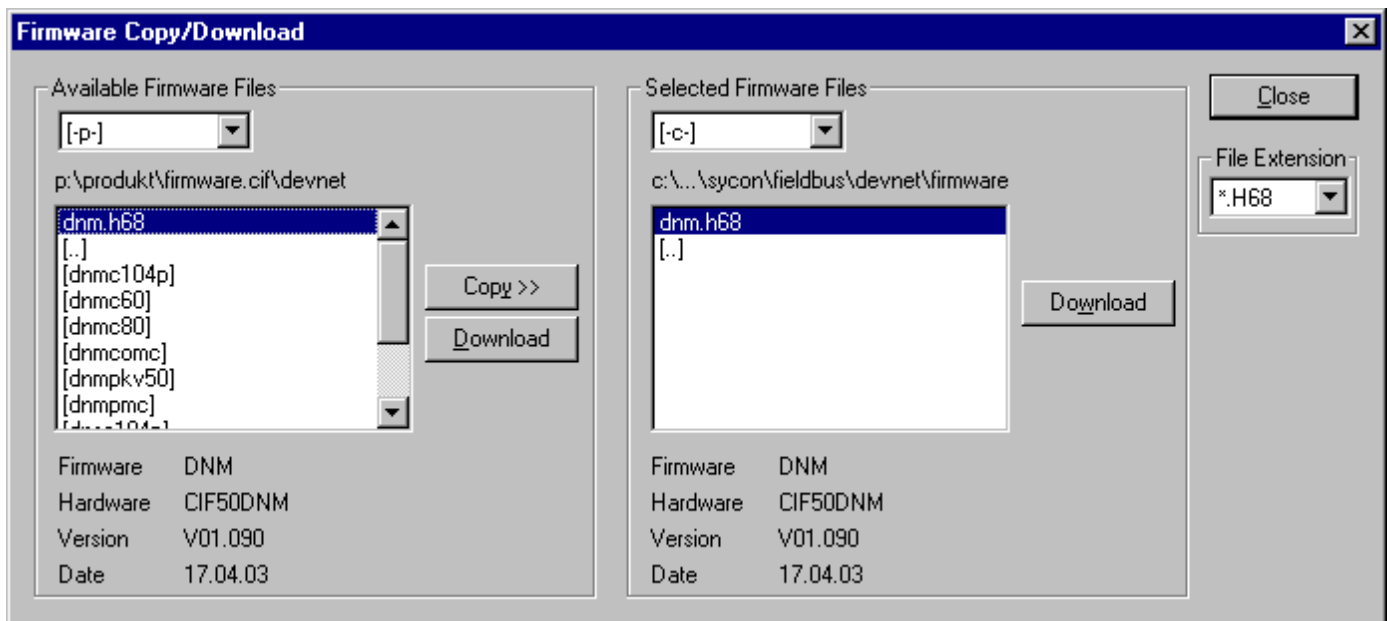 Firmware Copy/Download
Available Firmware Files
[-p-]
p:\produkt\firmware.cif\devnet
dnm.h68
[..]
[dnmc104p]
[dnmc60]
[dnmc80]
[dnmcomc]
[dnmpkv50]
[dnmpmc]
Copy >>
Download
Firmware DNM
Hardware CIF50DNM
Version V01.090
Date 17.04.03
Selected Firmware Files
[-c-]
c:\...\sycon\fieldbus\devnet\firmware
dnm.h68
[..]
Download
Firmware DNM
Hardware CIF50DNM
Version V01.090
Date 17.04.03
Close
File Extension
*.H68